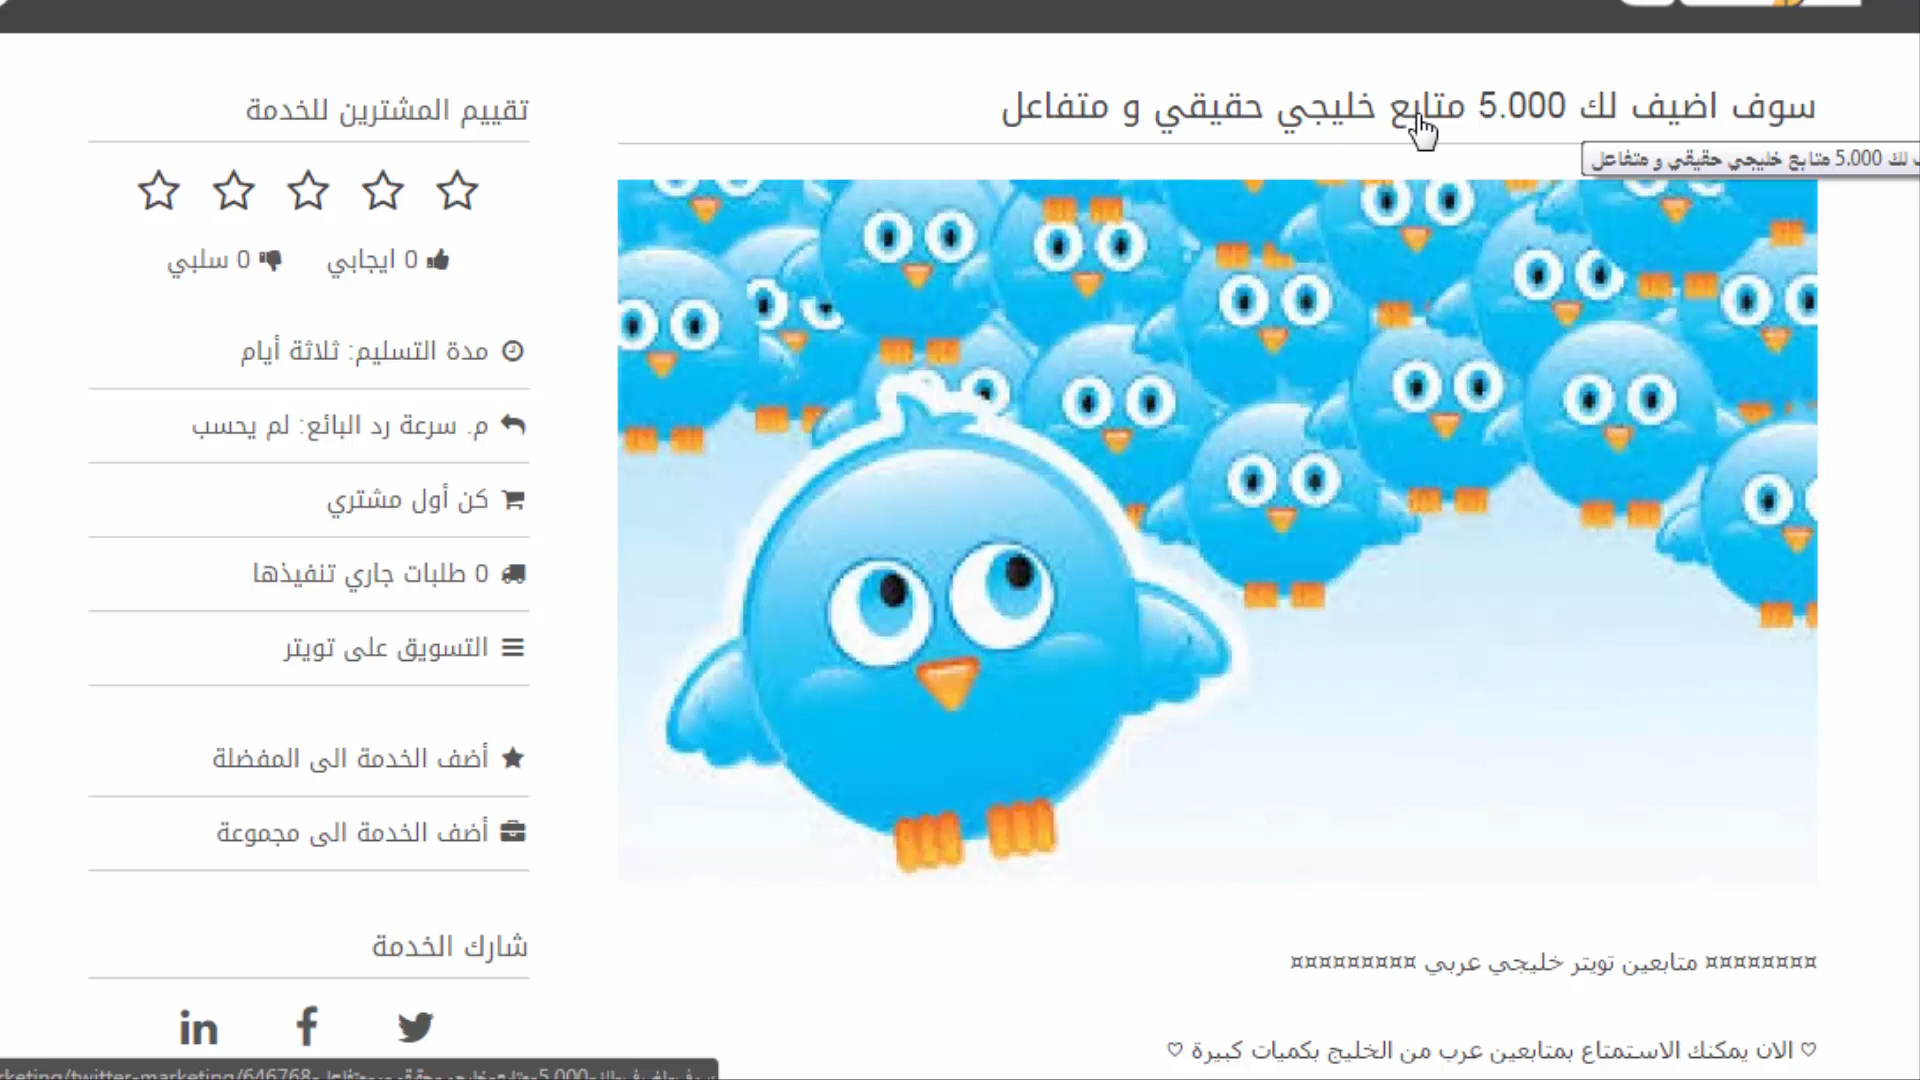 سوف اضيف لك 5.000 متابع خليجي حقيقي و متفاعل
لك 5.000 متابع خليجي حقيقي و متفاعل
¤¤¤¤¤¤¤¤ متابعين تويتر خليجي عربي ¤¤¤¤¤¤¤¤¤
♡ الان يمكنك الاستمتاع بمتابعين عرب من الخليج بكميات كبيرة ♡
تقييم المشترين للخدمة
0 ايجابي 0 سلبي
مدة التسليم: ثلاثة أيام
م. سرعة رد البائع: لم يحسب
كن أول مشتري
0 طلبات جاري تنفيذها
التسويق على تويتر
أضف الخدمة الى المفضلة
أضف الخدمة الى مجموعة
شارك الخدمة